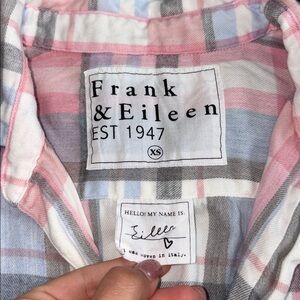 Frank
& Eileen
EST 1947
XS
HELLO! MY NAME IS:
Eileen
I was woven in italy.